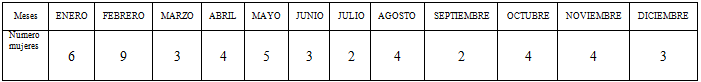 Meses ENERO FEBRERO MARZO ABRIL MAYO JUNIO JULIO AGOSTO SEPTIEMBRE OCTUBRE NOVIEMBRE DICIEMBRE
Numero
mujeres 6 9 3 4 5 3 2 4 2 4 4 3